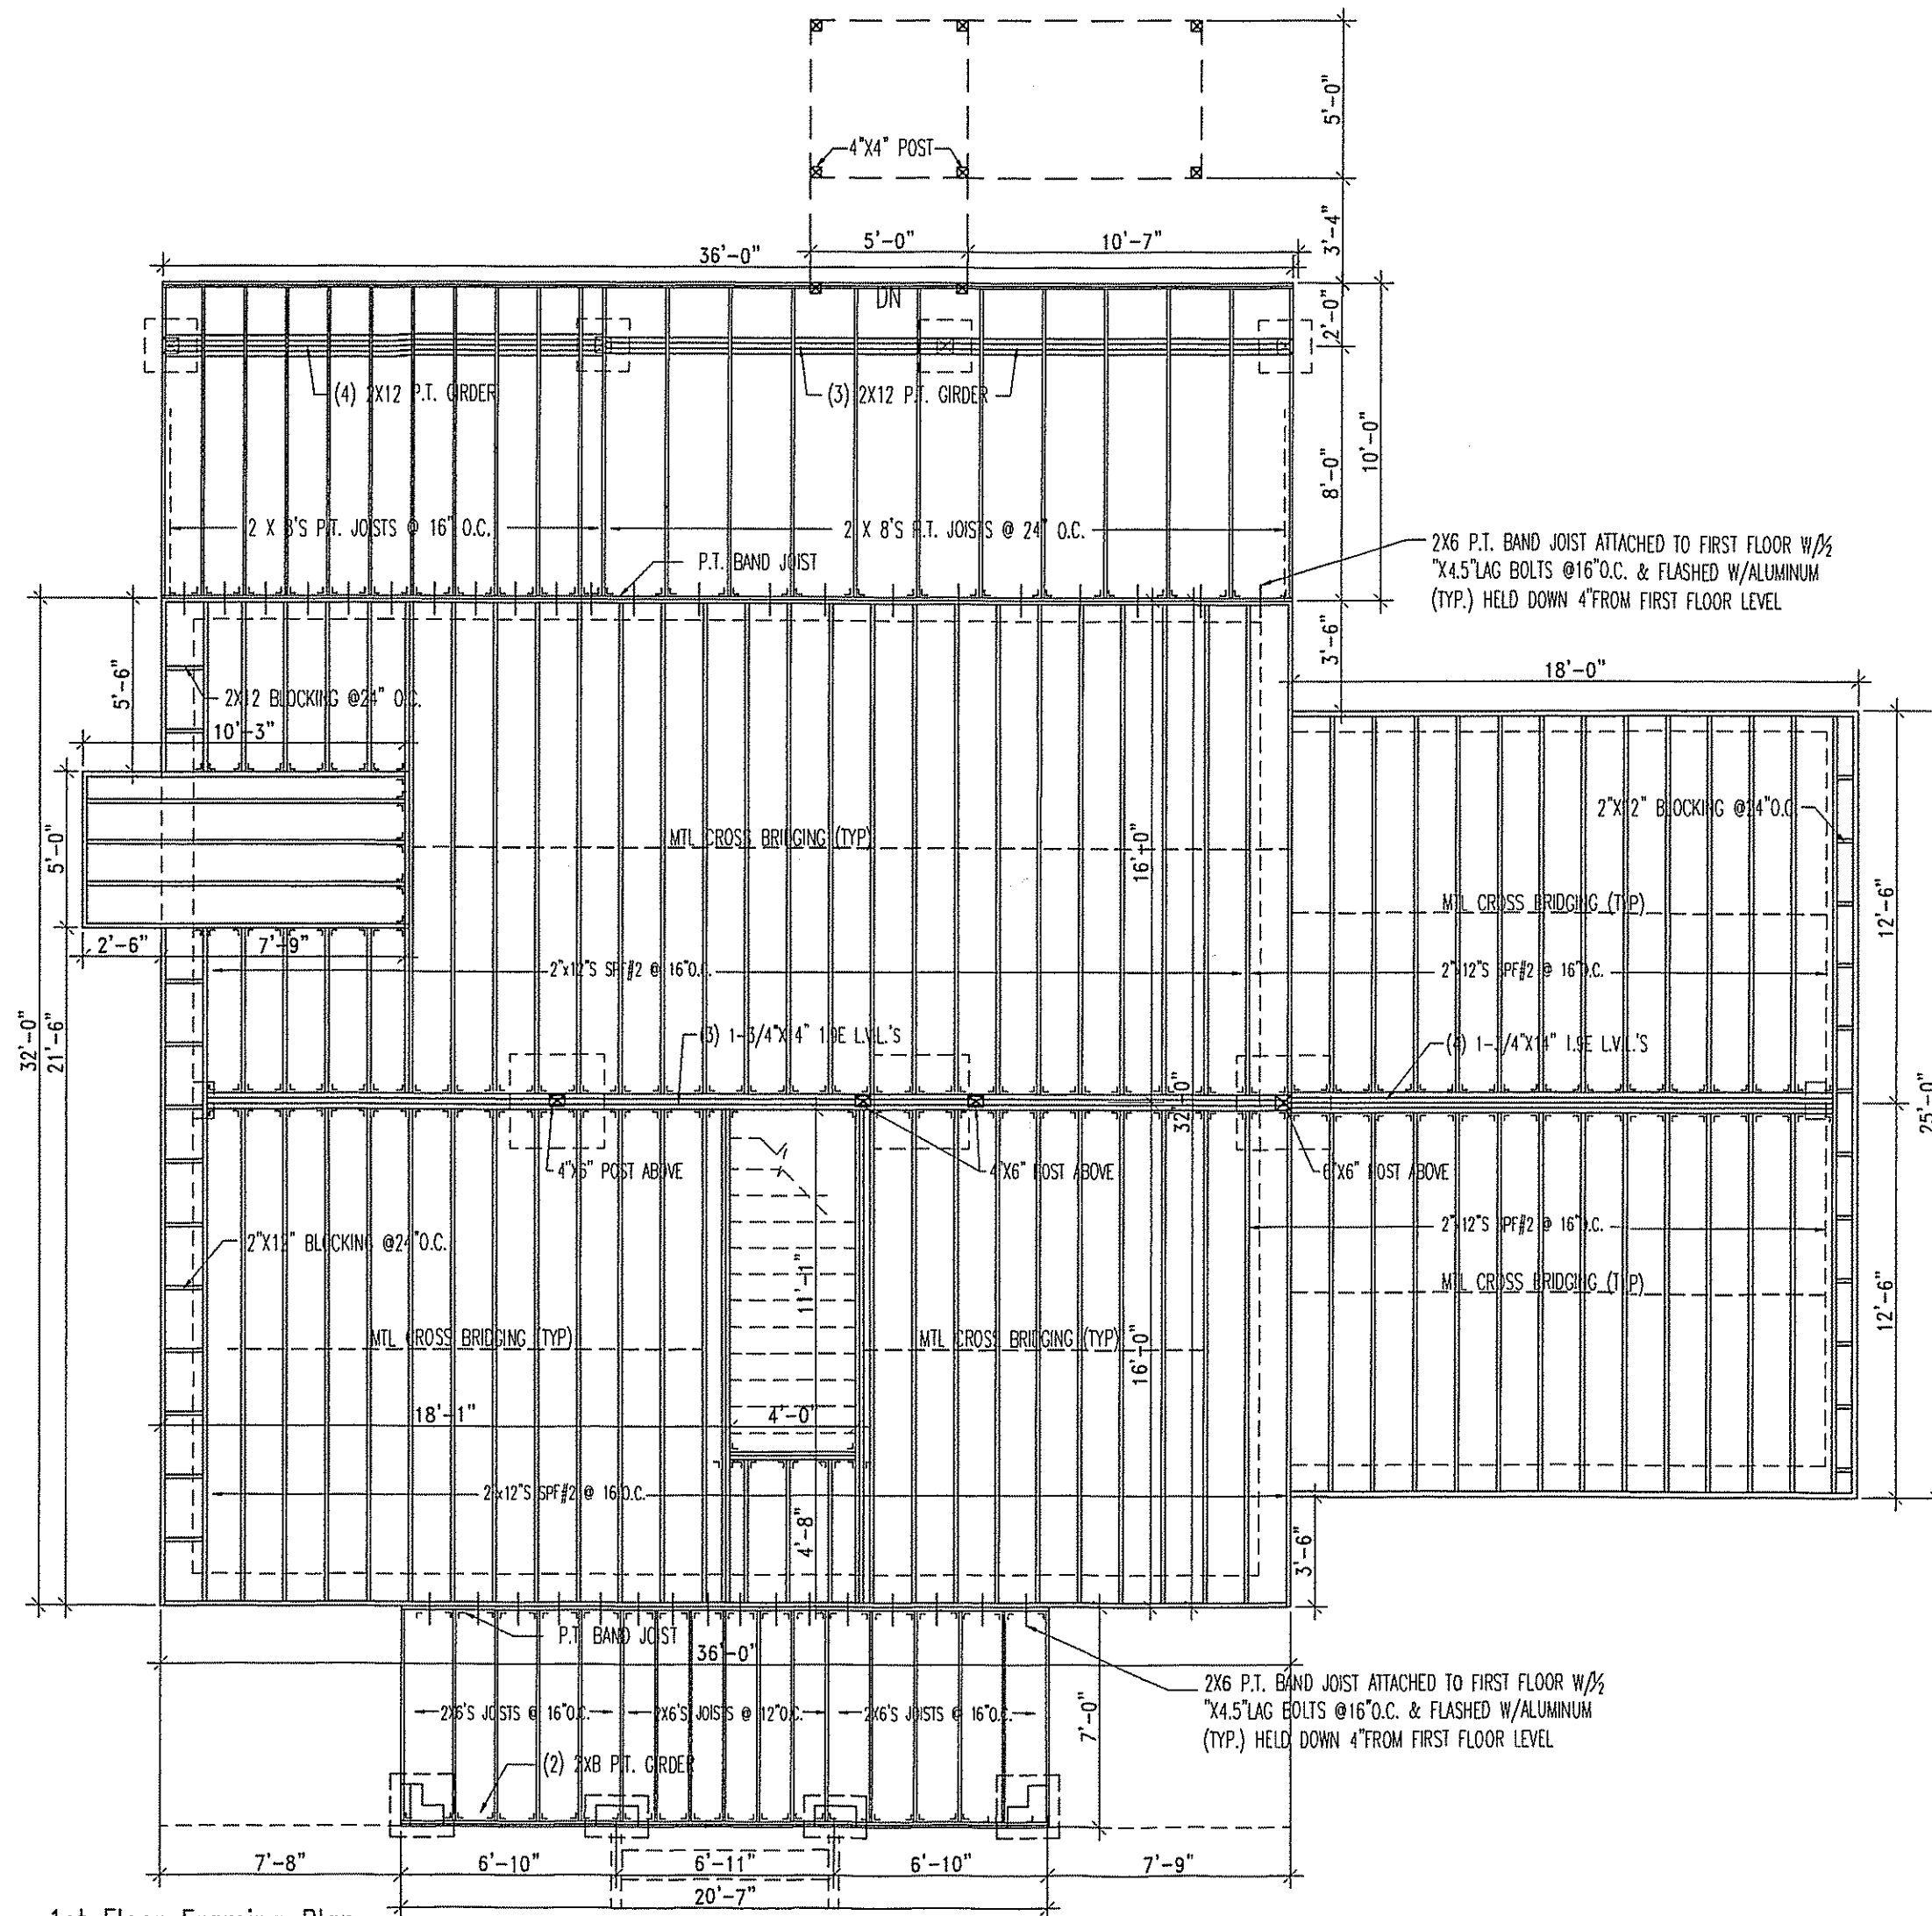 5'-0"
4"X4" POST
3'-4"
5'-0"
10'-7"
36'-0"
DN
2'-0"
(4) 2X12 P.T. GIRDER
(3) 2X12 P.T. GIRDER
10'-0"
8'-0"
2 X 8'S P.T. JOISTS @ 16" O.C.
2 X 8'S P.T. JOISTS @ 24" O.C.
P.T. BAND JOIST
2X6 P.T. BAND JOIST ATTACHED TO FIRST FLOOR W/1/2
"X4.5"LAG BOLTS @16"O.C. & FLASHED W/ALUMINUM
(TYP.) HELD DOWN 4"FROM FIRST FLOOR LEVEL
3'-6"
5'-6"
18'-0"
2X12 BLOCKING @24" O.C.
10'-3"
2"X12" BLOCKING @24"O.C.
5'-0"
MTL CROSS BRIDGING (TYP)
16'-0"
MTL CROSS BRIDGING (TYP)
12'-6"
2'-6"
7'-9"
2"x12"S SPF#2 @ 16"O.C.
2"12"S SPF#2 @ 16"O.C.
32'-0"
21'-6"
(3) 1-3/4"X14" 1.9E L.V.L.'S
(4) 1-3/4"X14" 1.9E L.V.L.'S
32'-0"
25'-0"
4"X6" POST ABOVE
4"X6" POST ABOVE
6"X6" POST ABOVE
2"X12" BLOCKING @24"O.C.
2"12"S SPF#2 @ 16"O.C.
11'-1"
MTL CROSS BRIDGING (TYP)
12'-6"
MTL CROSS BRIDGING (TYP)
MTL CROSS BRIDGING (TYP)
16'-0"
18'-1"
4'-0"
2"x12"S SPF#2 @ 16"O.C.
4'-8"
3'-6"
P.T. BAND JOIST
36'-0"
2X6 P.T. BAND JOIST ATTACHED TO FIRST FLOOR W/1/2
"X4.5"LAG BOLTS @16"O.C. & FLASHED W/ALUMINUM
(TYP.) HELD DOWN 4"FROM FIRST FLOOR LEVEL
2X6'S JOISTS @ 16"O.C.
2X6'S JOISTS @ 12"O.C.
2X6'S JOISTS @ 16"O.C.
7'-0"
(2) 2X8 P.T. GIRDER
7'-8"
6'-10"
6'-11"
6'-10"
7'-9"
20'-7"
1st Floor Framing Plan